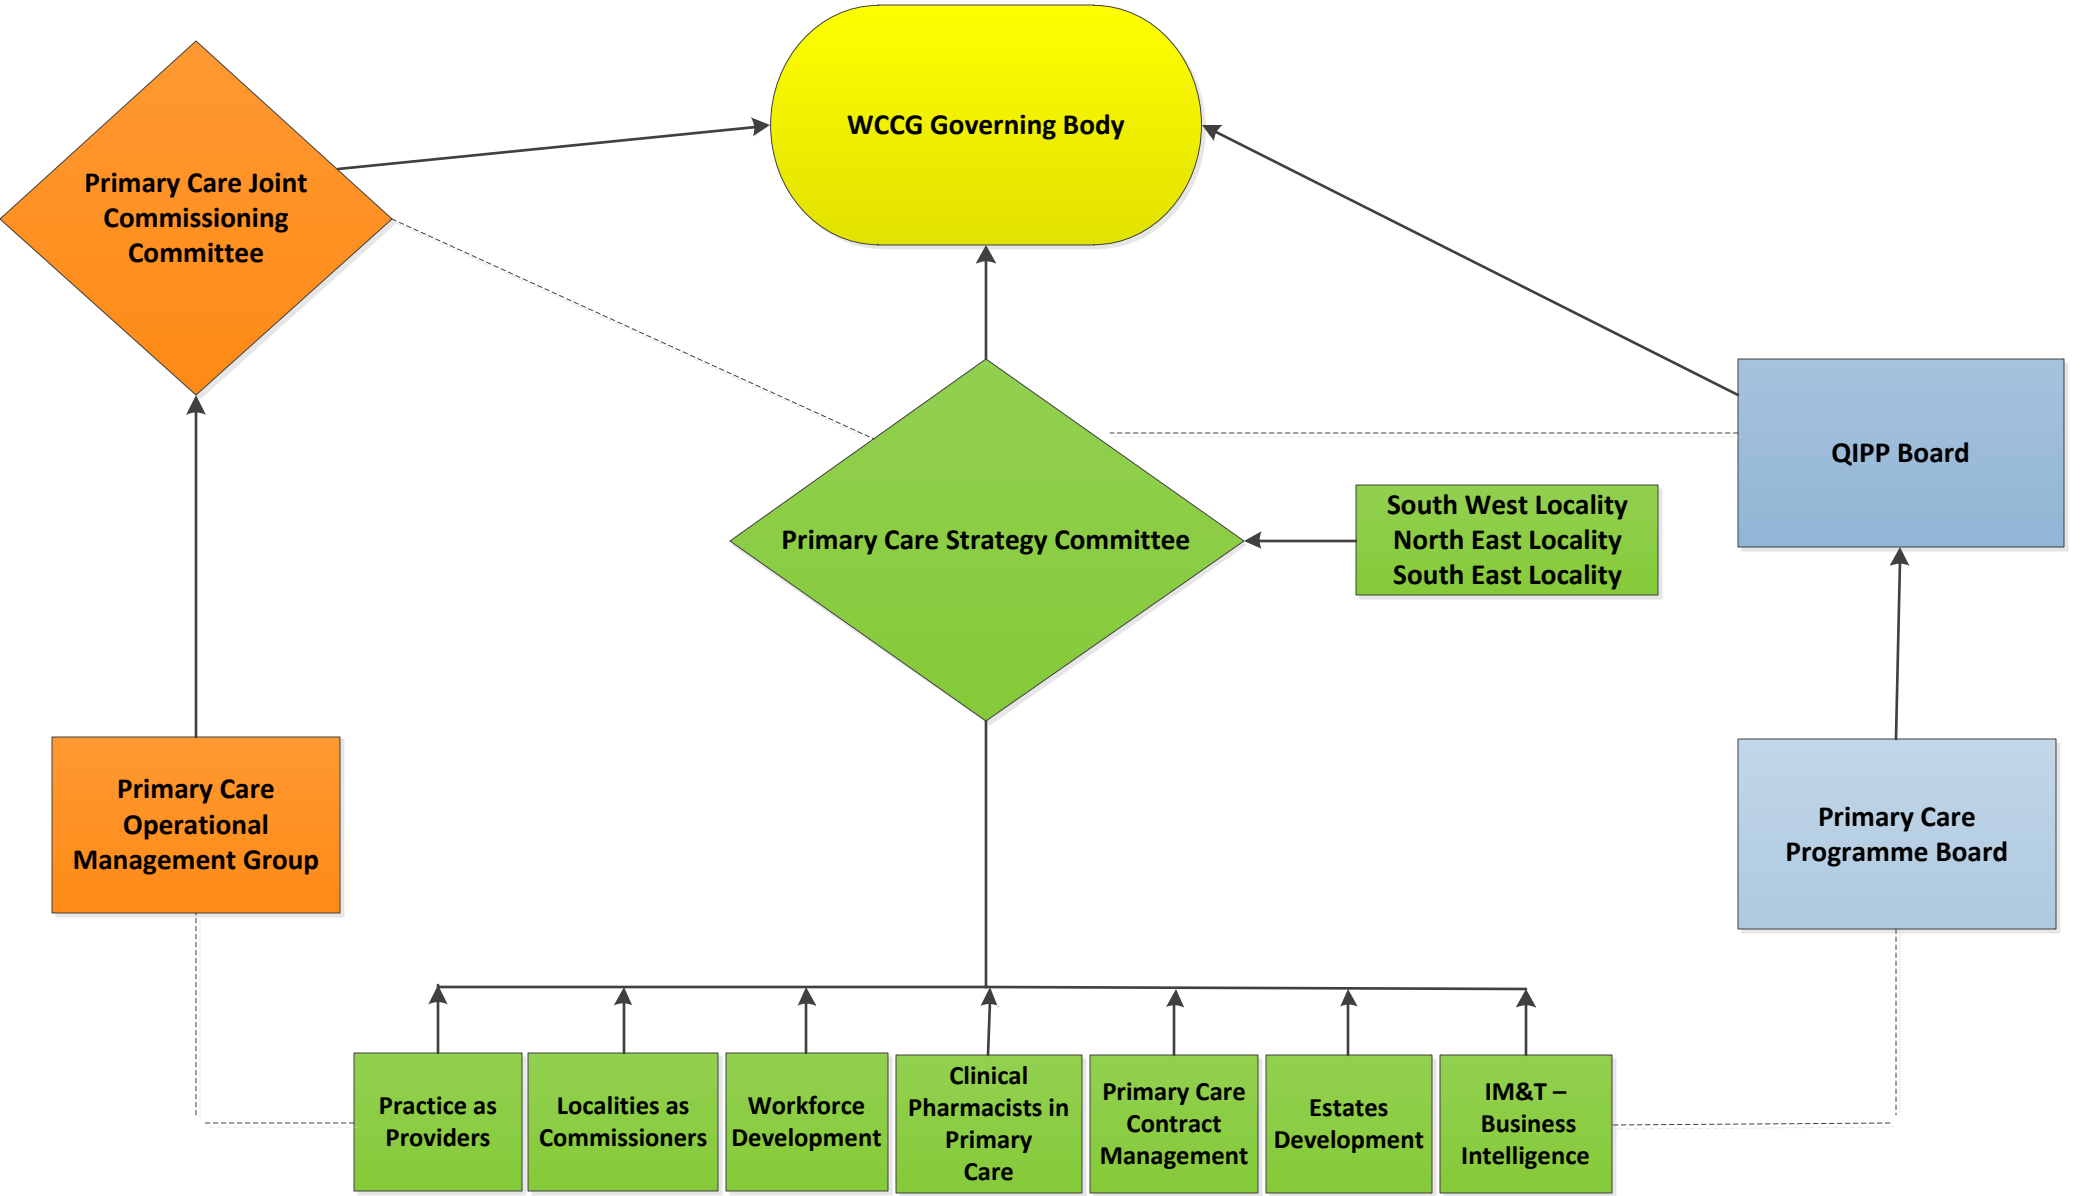 WCCG Governing Body
Primary Care Joint
Commissioning
Committee
QIPP Board
South West Locality
North East Locality
South East Locality
Primary Care Strategy Committee
Primary Care
Operational
Management Group
Primary Care
Programme Board
Practice as
Providers
Localities as
Commissioners
Workforce
Development
Clinical
Pharmacists in
Primary
Care
Primary Care
Contract
Management
Estates
Development
IM&T –
Business
Intelligence